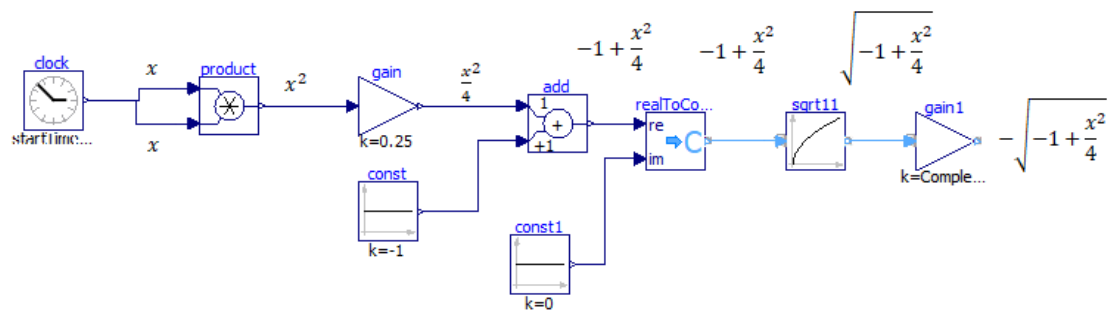 clock
startTime...
x
x
product
x²
gain
k=0.25
x²/4
const
k=-1
1
+1
add
+
-1 + x²/4
const1
k=0
realToCo...
re
im
C
-1 + x²/4
sqrt11
√(-1 + x²/4)
gain1
k=Comple...
-√(-1 + x²/4)